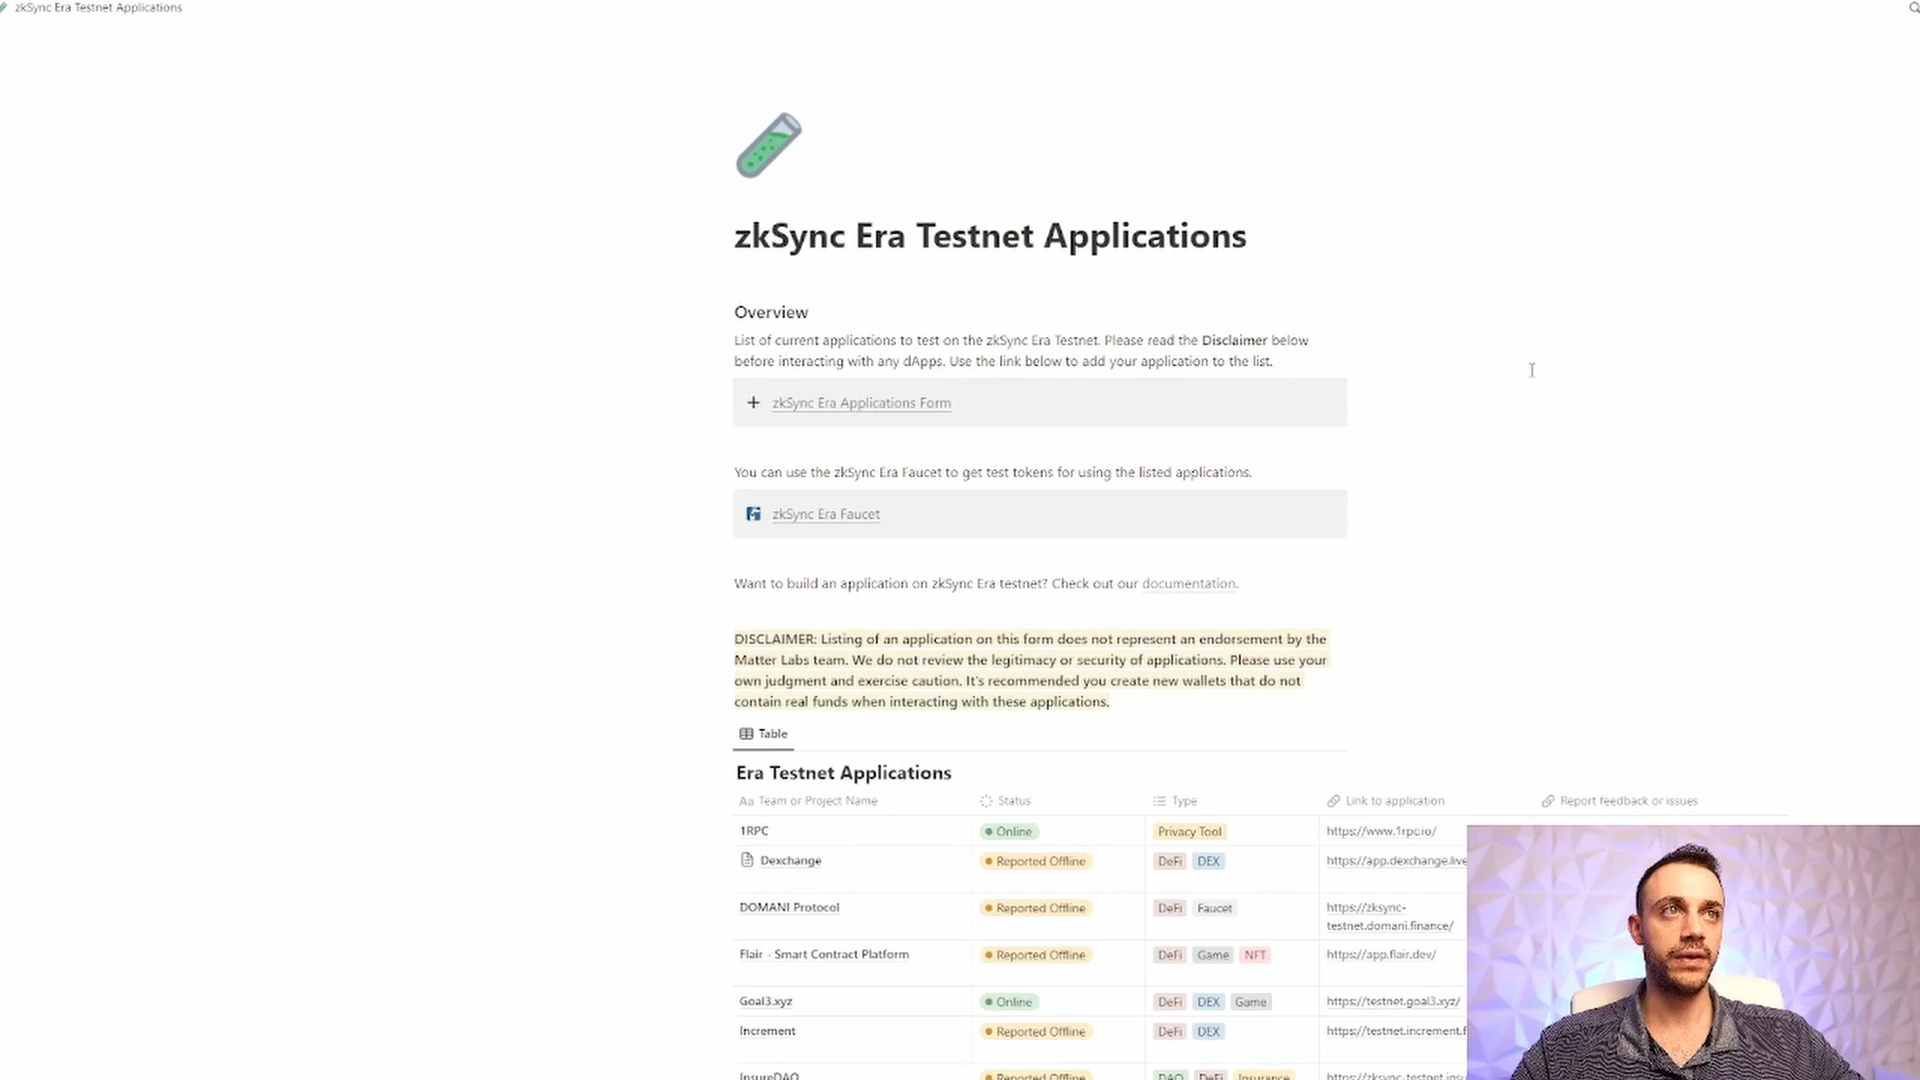 zkSync Era Testnet Applications
zkSync Era Testnet Applications
Overview
List of current applications to test on the zkSync Era Testnet. Please read the Disclaimer below
before interacting with any dApps. Use the link below to add your application to the list.
zkSync Era Applications Form
You can use the zkSync Era Faucet to get test tokens for using the listed applications.
zkSync Era Faucet
Want to build an application on zkSync Era testnet? Check out our documentation.
DISCLAIMER: Listing of an application on this form does not represent an endorsement by the
Matter Labs team. We do not review the legitimacy or security of applications. Please use your
own judgment and exercise caution. It's recommended you create new wallets that do not
contain real funds when interacting with these applications.
Table
Era Testnet Applications
Aa Team or Project Name Status Type Link to application Report feedback or issues
1RPC Online Privacy Tool https://www.1rpc.io/
Dexchange Reported Offline DeFi DEX https://app.dexchange.live
DOMANI Protocol Reported Offline DeFi Faucet https://zksync-
testnet.domani.finance/
Flair - Smart Contract Platform Reported Offline DeFi Game NFT https://app.flair.dev/
Goal3.xyz Online DeFi DEX Game https://testnet.goal3.xyz/
Increment Reported Offline DeFi DEX https://testnet.increment.f
InsureDAO Reported Offline DAO DeFi Insurance https://zksync-testnet.insu